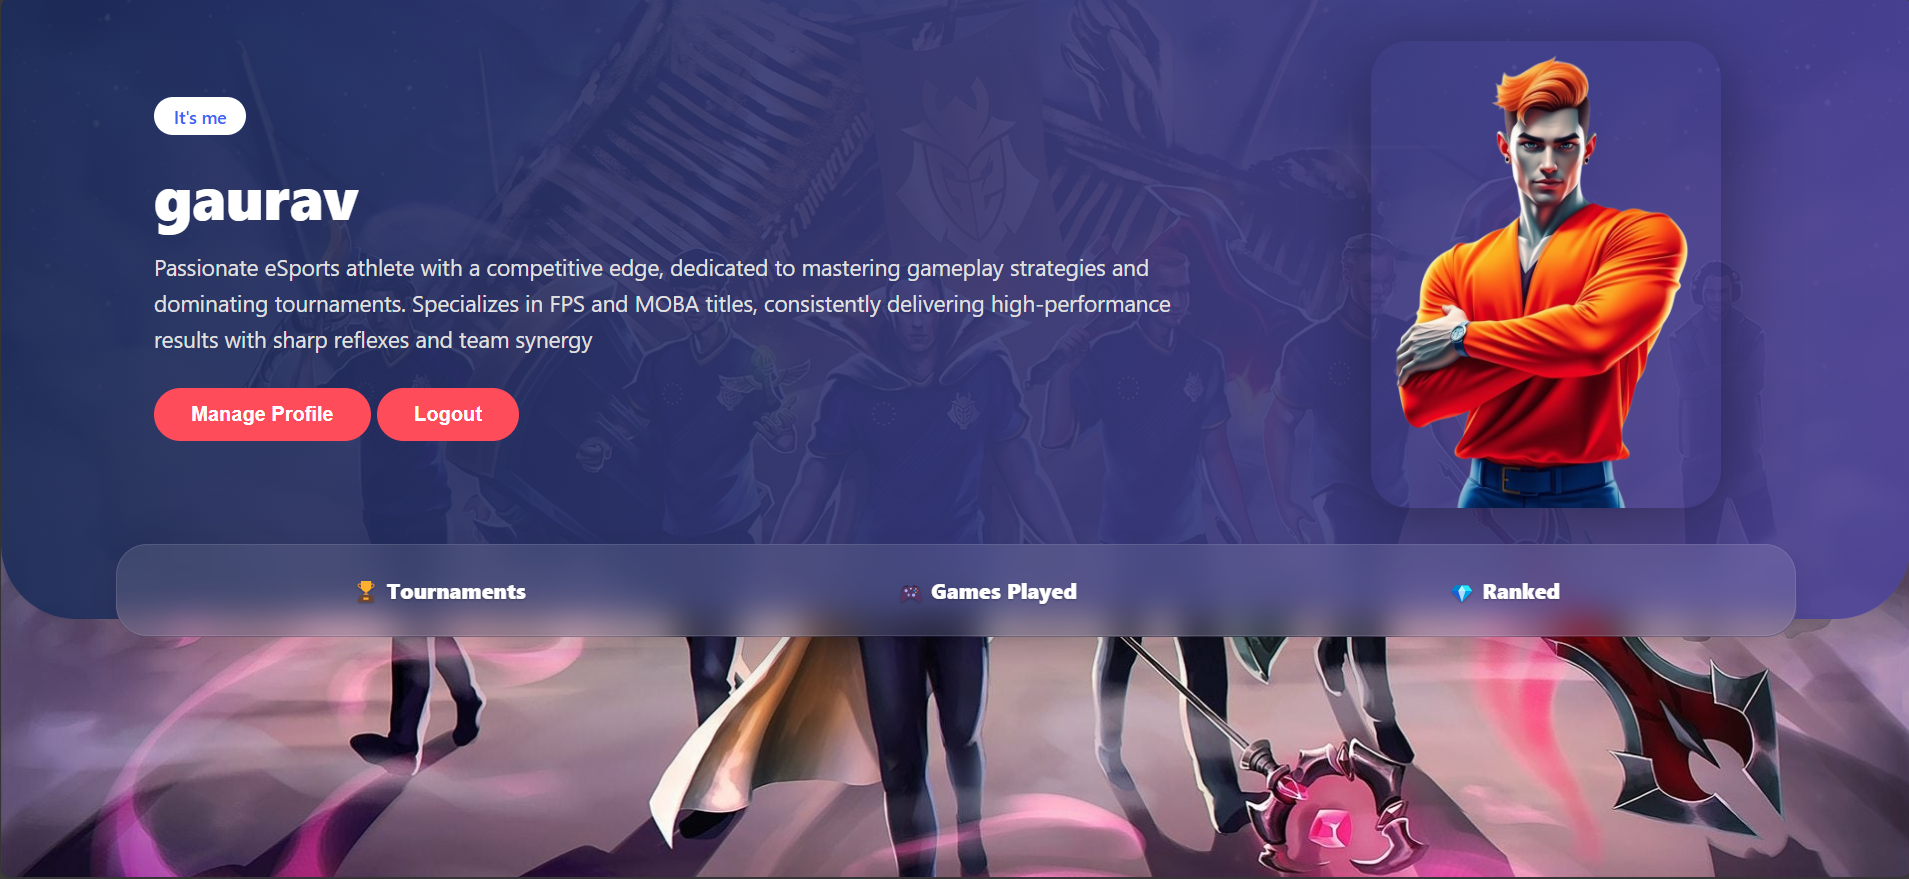 It's me
gaurav
Passionate eSports athlete with a competitive edge, dedicated to mastering gameplay strategies and
dominating tournaments. Specializes in FPS and MOBA titles, consistently delivering high-performance
results with sharp reflexes and team synergy
Manage Profile Logout
🏆 Tournaments 🎮 Games Played 💎 Ranked